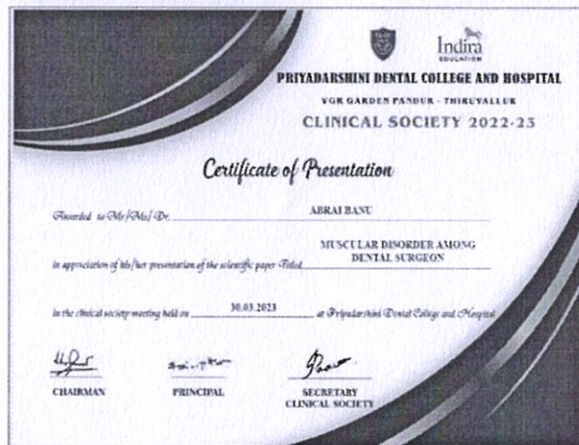 Indira
EDUCATION
PRIYADARSHINI DENTAL COLLEGE AND HOSPITAL
VGR GARDEN PANDUR - THIRUVALLUR
CLINICAL SOCIETY 2022-23
Certificate of Presentation
Awarded to Mr/Ms/Dr. ABRAI BANU
MUSCULAR DISORDER AMONG
in appreciation of his/her presentation of the scientific paper Titled DENTAL SURGEON
in the clinical society meeting held on 30.03.2023 at Priyadarshini Dental College and Hospital
CHAIRMAN PRINCIPAL SECRETARY
CLINICAL SOCIETY